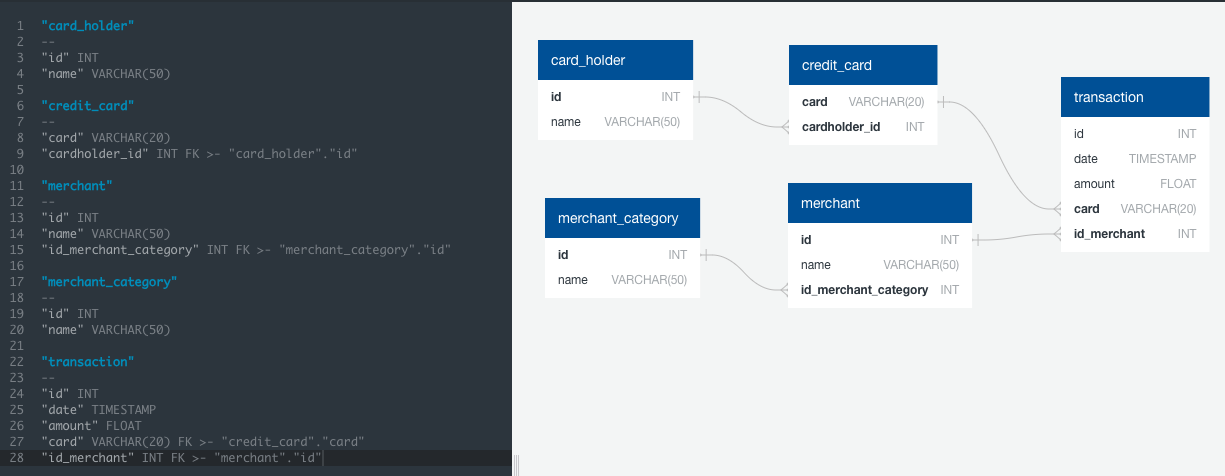 1 "card_holder"
2 --
3 "id" INT
4 "name" VARCHAR(50)
5
6 "credit_card"
7 --
8 "card" VARCHAR(20)
9 "cardholder_id" INT FK >- "card_holder"."id"
10
11 "merchant"
12 --
13 "id" INT
14 "name" VARCHAR(50)
15 "id_merchant_category" INT FK >- "merchant_category"."id"
16
17 "merchant_category"
18 --
19 "id" INT
20 "name" VARCHAR(50)
21
22 "transaction"
23 --
24 "id" INT
25 "date" TIMESTAMP
26 "amount" FLOAT
27 "card" VARCHAR(20) FK >- "credit_card"."card"
28 "id_merchant" INT FK >- "merchant"."id"
card_holder
id INT
name VARCHAR(50)
credit_card
card VARCHAR(20)
cardholder_id INT
transaction
id INT
date TIMESTAMP
amount FLOAT
card VARCHAR(20)
id_merchant INT
merchant_category
id INT
name VARCHAR(50)
merchant
id INT
name VARCHAR(50)
id_merchant_category INT